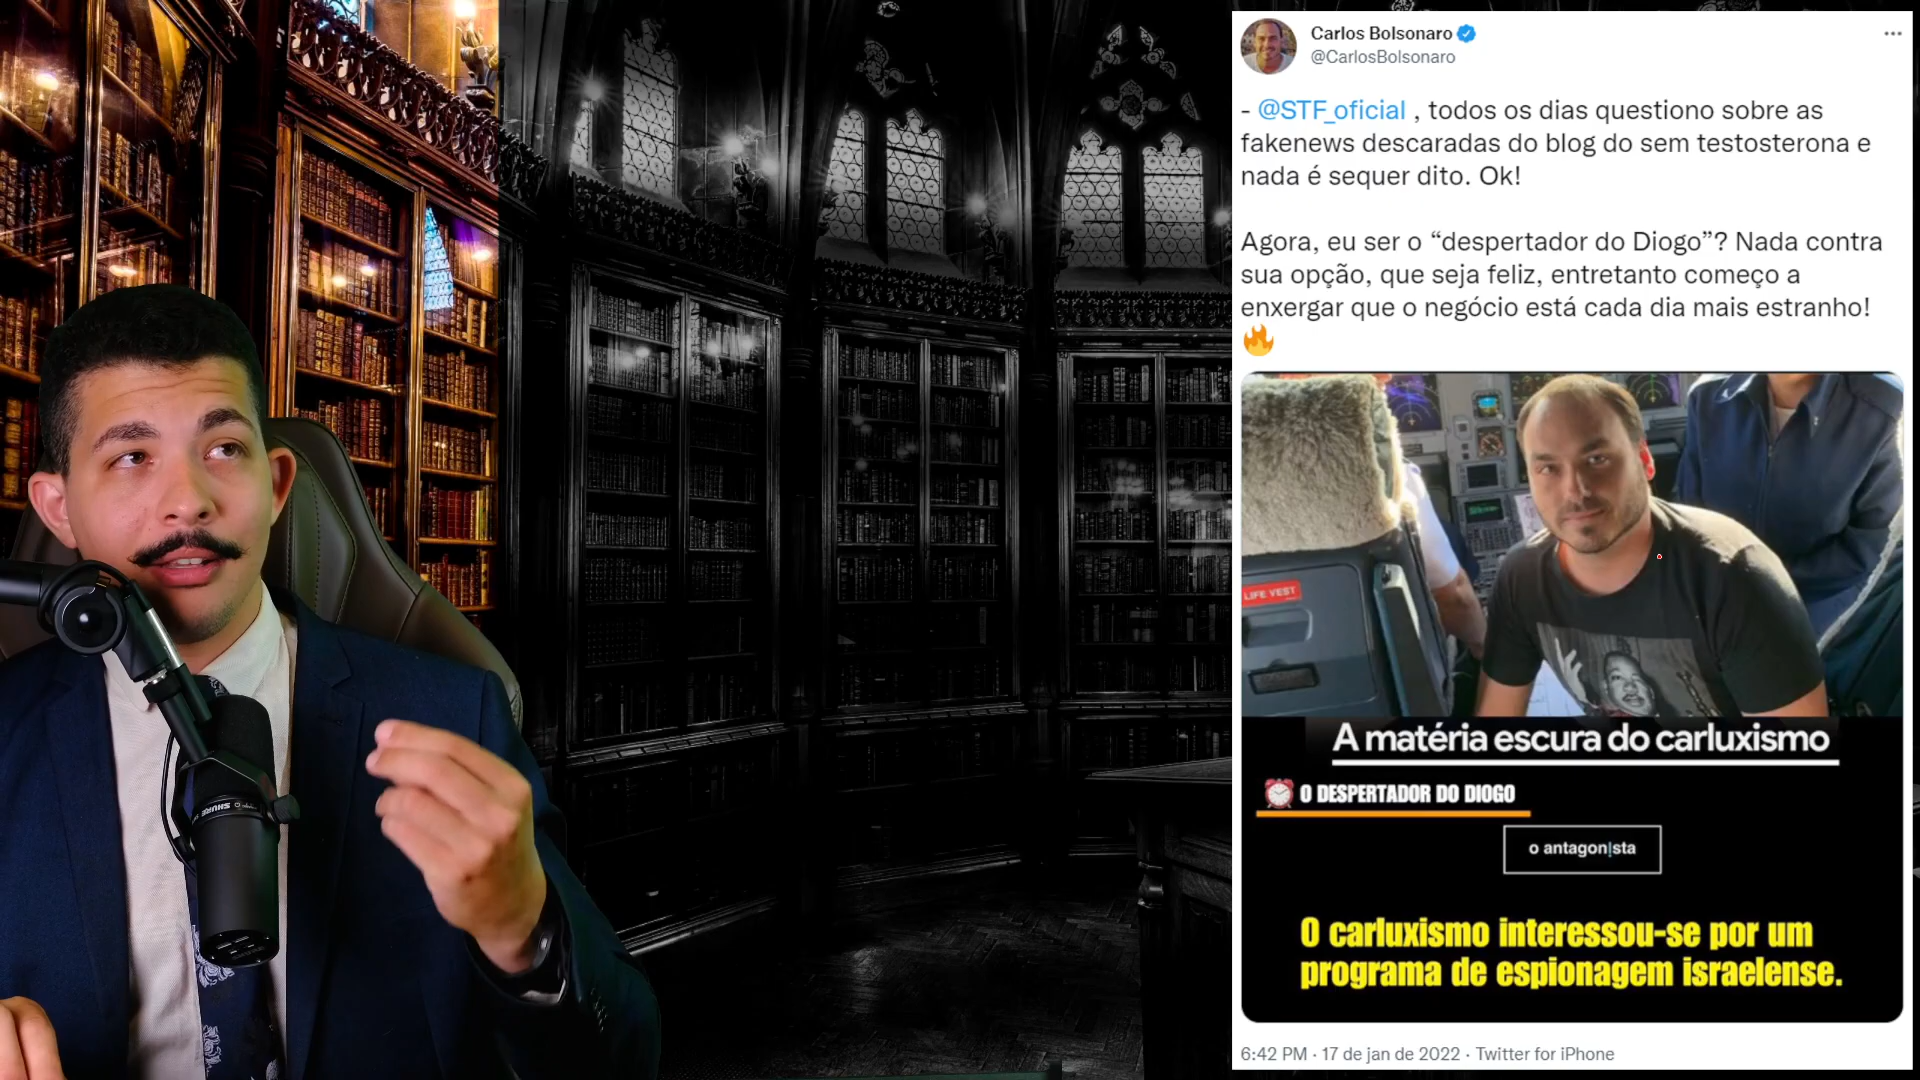 Carlos Bolsonaro
@CarlosBolsonaro
- @STF_oficial , todos os dias questiono sobre as
fakenews descaradas do blog do sem testosterona e
nada é sequer dito. Ok!
Agora, eu ser o “despertador do Diogo”? Nada contra
sua opção, que seja feliz, entretanto começo a
enxergar que o negócio está cada dia mais estranho!
🔥
LIFE VEST
A matéria escura do carluxismo
⏰ O DESPERTADOR DO DIOGO
o antagon|sta
O carluxismo interessou-se por um
programa de espionagem israelense.
6:42 PM · 17 de jan de 2022 · Twitter for iPhone
SHURE